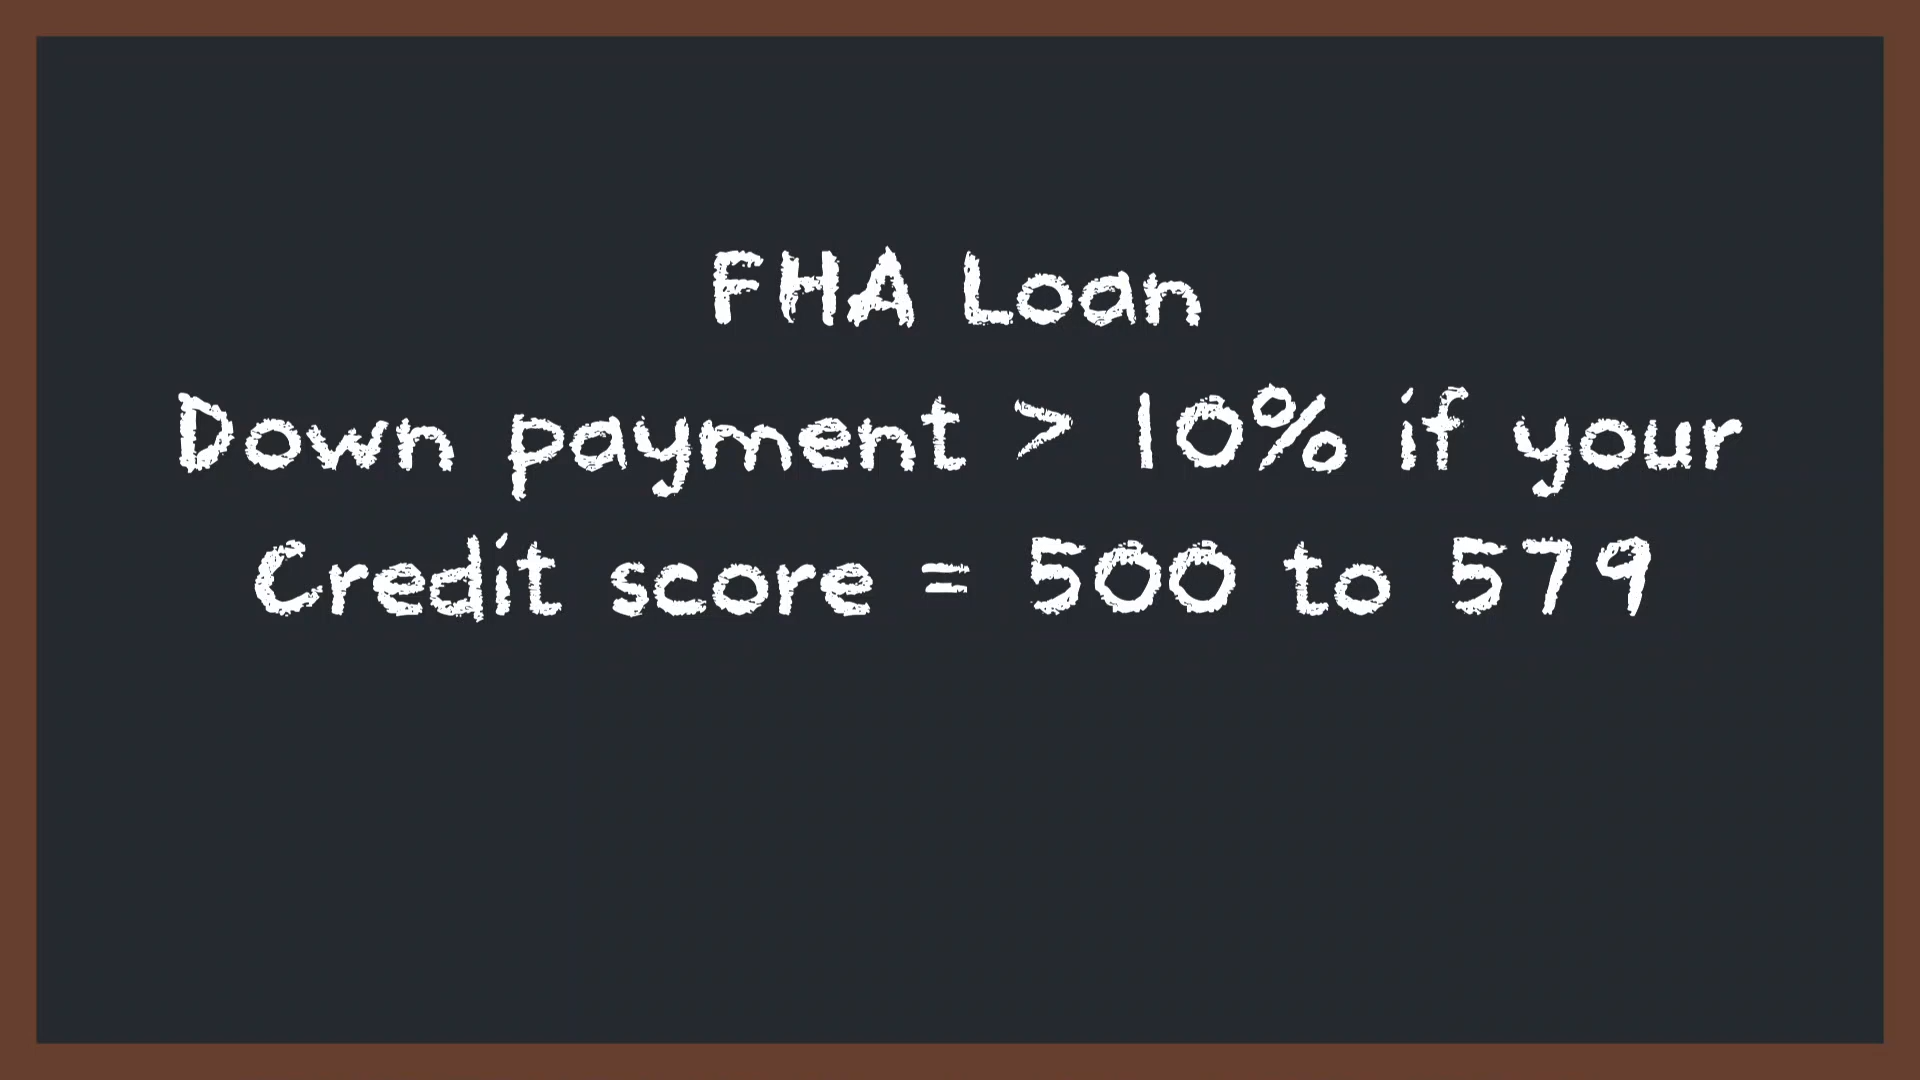 FHA Loan
Down payment > 10% if your
Credit score = 500 to 579